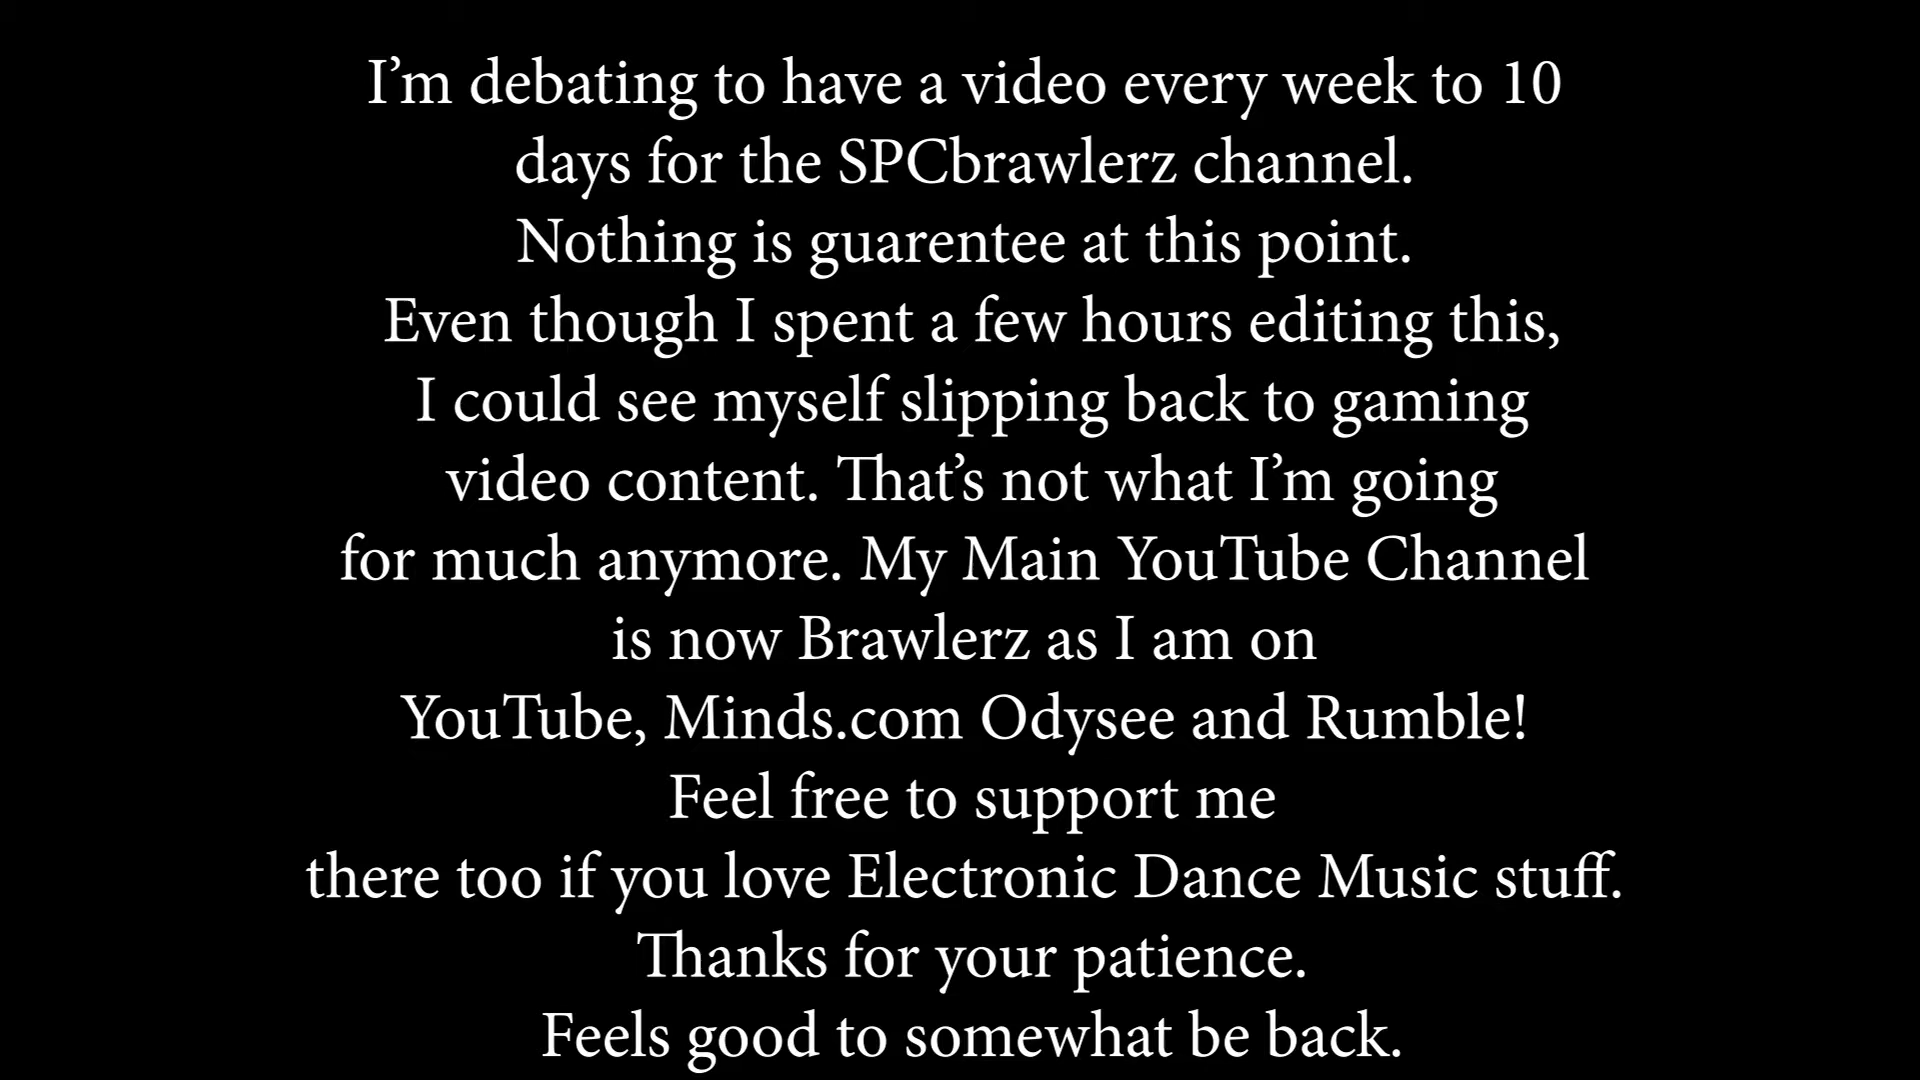 I’m debating to have a video every week to 10
days for the SPCbrawlerz channel.
Nothing is guarentee at this point.
Even though I spent a few hours editing this,
I could see myself slipping back to gaming
video content. That’s not what I’m going
for much anymore. My Main YouTube Channel
is now Brawlerz as I am on
YouTube, Minds.com Odysee and Rumble!
Feel free to support me
there too if you love Electronic Dance Music stuff.
Thanks for your patience.
Feels good to somewhat be back.